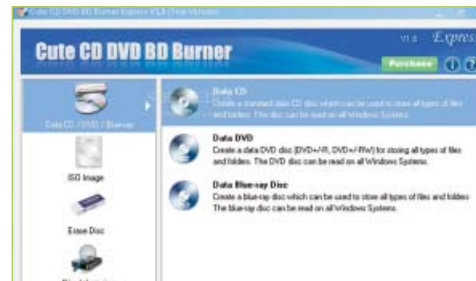 Cute CD DVD BD Burner Express V1.0 (Free Version)
Cute CD DVD BD Burner
V1.0 Express
Purchase
Data CD / DVD / Blue-ray
ISO Image
Erase Disc
Data CD
Create a standard data CD disc which can be used to store all types of files
and folders. The disc can be read on all Windows Systems.
Data DVD
Create a data DVD disc (DVD+/-R, DVD+/-RW) for storing all types of files
and folders. The DVD disc can be read on all Windows Systems.
Data Blue-ray Disc
Create a blue-ray disc which can be used to store all types of files and folders
The blue-ray disc can be read on all Windows Systems.